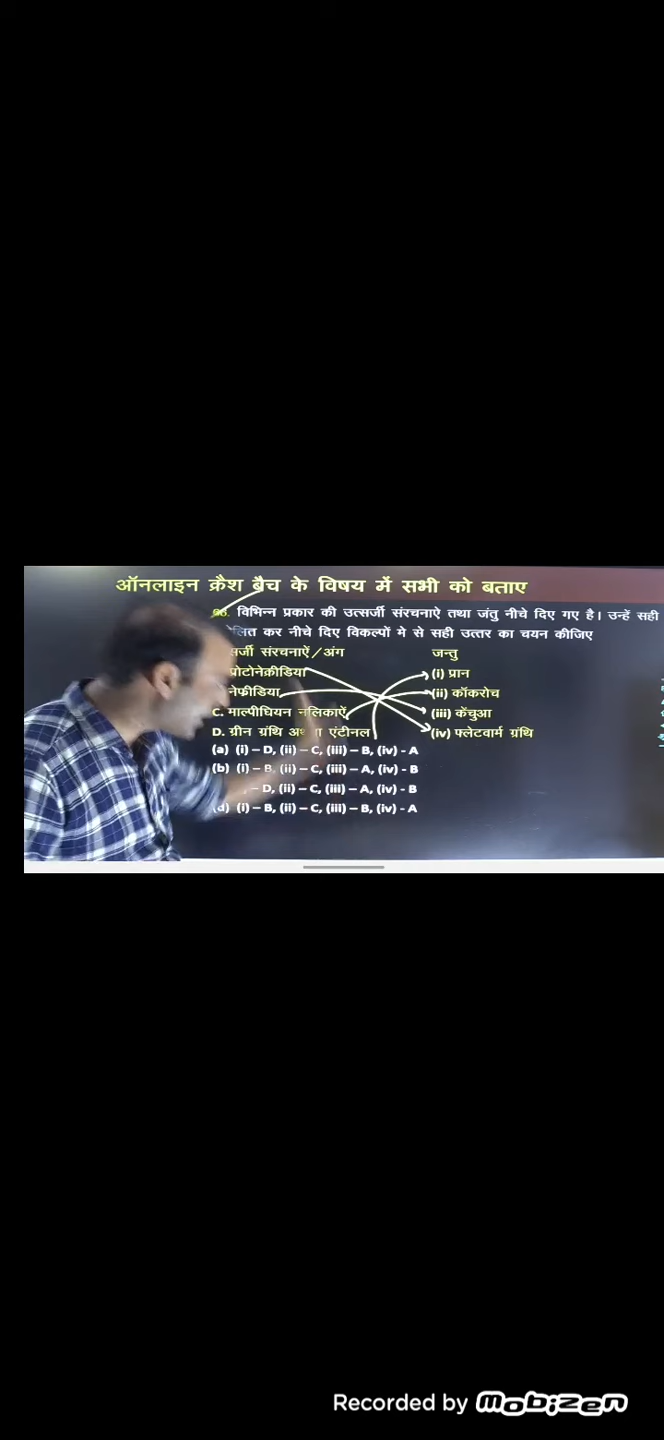 ऑनलाइन क्रैश बैच के विषय में सभी को बताए
विभिन्न प्रकार की उत्सर्जी संरचनाऐ तथा जंतु नीचे दिए गए है। उन्हें सही
कर नीचे दिए विकल्पों मे से सही उत्तर का चयन कीजिए
संरचनाऐं/अंग जन्तु
प्रोटोनेक्रीडिया (i) प्रान
नेफ्रीडिया (ii) कॉकरोच
C. माल्पीघियन नलिकाऐं (iii) केंचुआ
D. ग्रीन ग्रंथि एंटीनल (iv) फ्लेटवार्म ग्रंथि
(a) (i) – D, (ii) – C, (iii) – B, (iv) - A
(b) (i) – B, (ii) – C, (iii) – A, (iv) - B
– D, (ii) – C, (iii) – A, (iv) - B
(d) (i) – B, (ii) – C, (iii) – B, (iv) - A
Recorded by mobizen